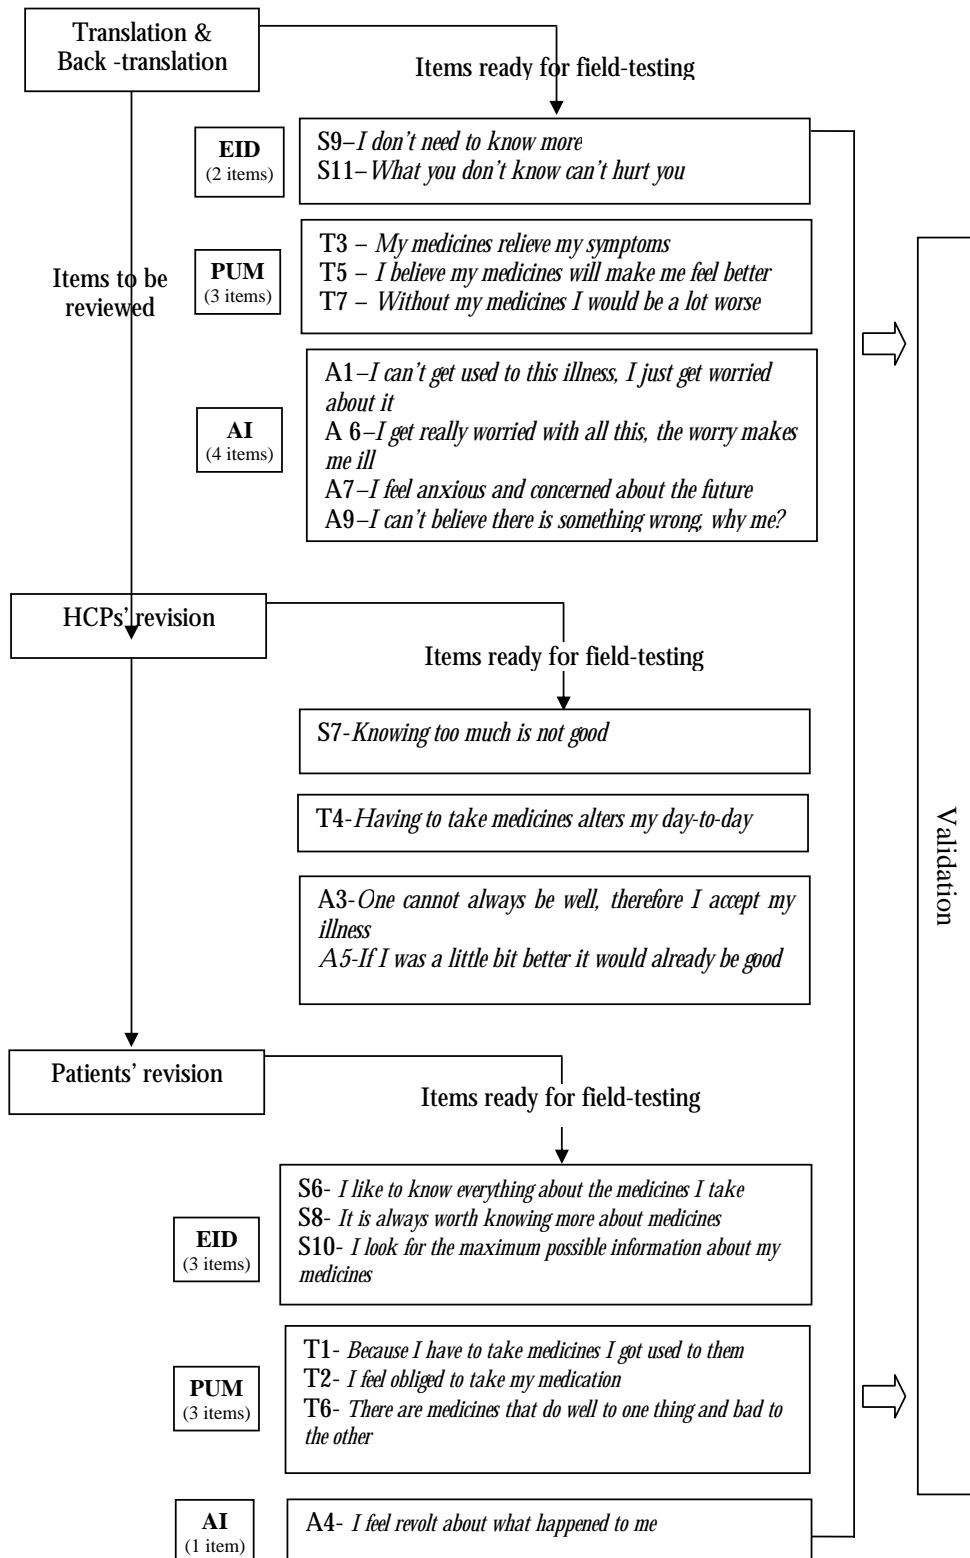 Translation &
Back -translation
Items ready for field-testing
EID
(2 items)
S9–I don't need to know more
S11–What you don't know can't hurt you
Items to be
reviewed
PUM
(3 items)
T3 – My medicines relieve my symptoms
T5 – I believe my medicines will make me feel better
T7 – Without my medicines I would be a lot worse
AI
(4 items)
A1–I can't get used to this illness, I just get worried
about it
A 6–I get really worried with all this, the worry makes
me ill
A7–I feel anxious and concerned about the future
A9–I can't believe there is something wrong, why me?
HCPs' revision
Items ready for field-testing
S7-Knowing too much is not good
T4-Having to take medicines alters my day-to-day
A3-One cannot always be well, therefore I accept my
illness
A5-If I was a little bit better it would already be good
Validation
Patients' revision
Items ready for field-testing
EID
(3 items)
S6- I like to know everything about the medicines I take
S8- It is always worth knowing more about medicines
S10- I look for the maximum possible information about my
medicines
PUM
(3 items)
T1- Because I have to take medicines I got used to them
T2- I feel obliged to take my medication
T6- There are medicines that do well to one thing and bad to
the other
AI
(1 item)
A4- I feel revolt about what happened to me